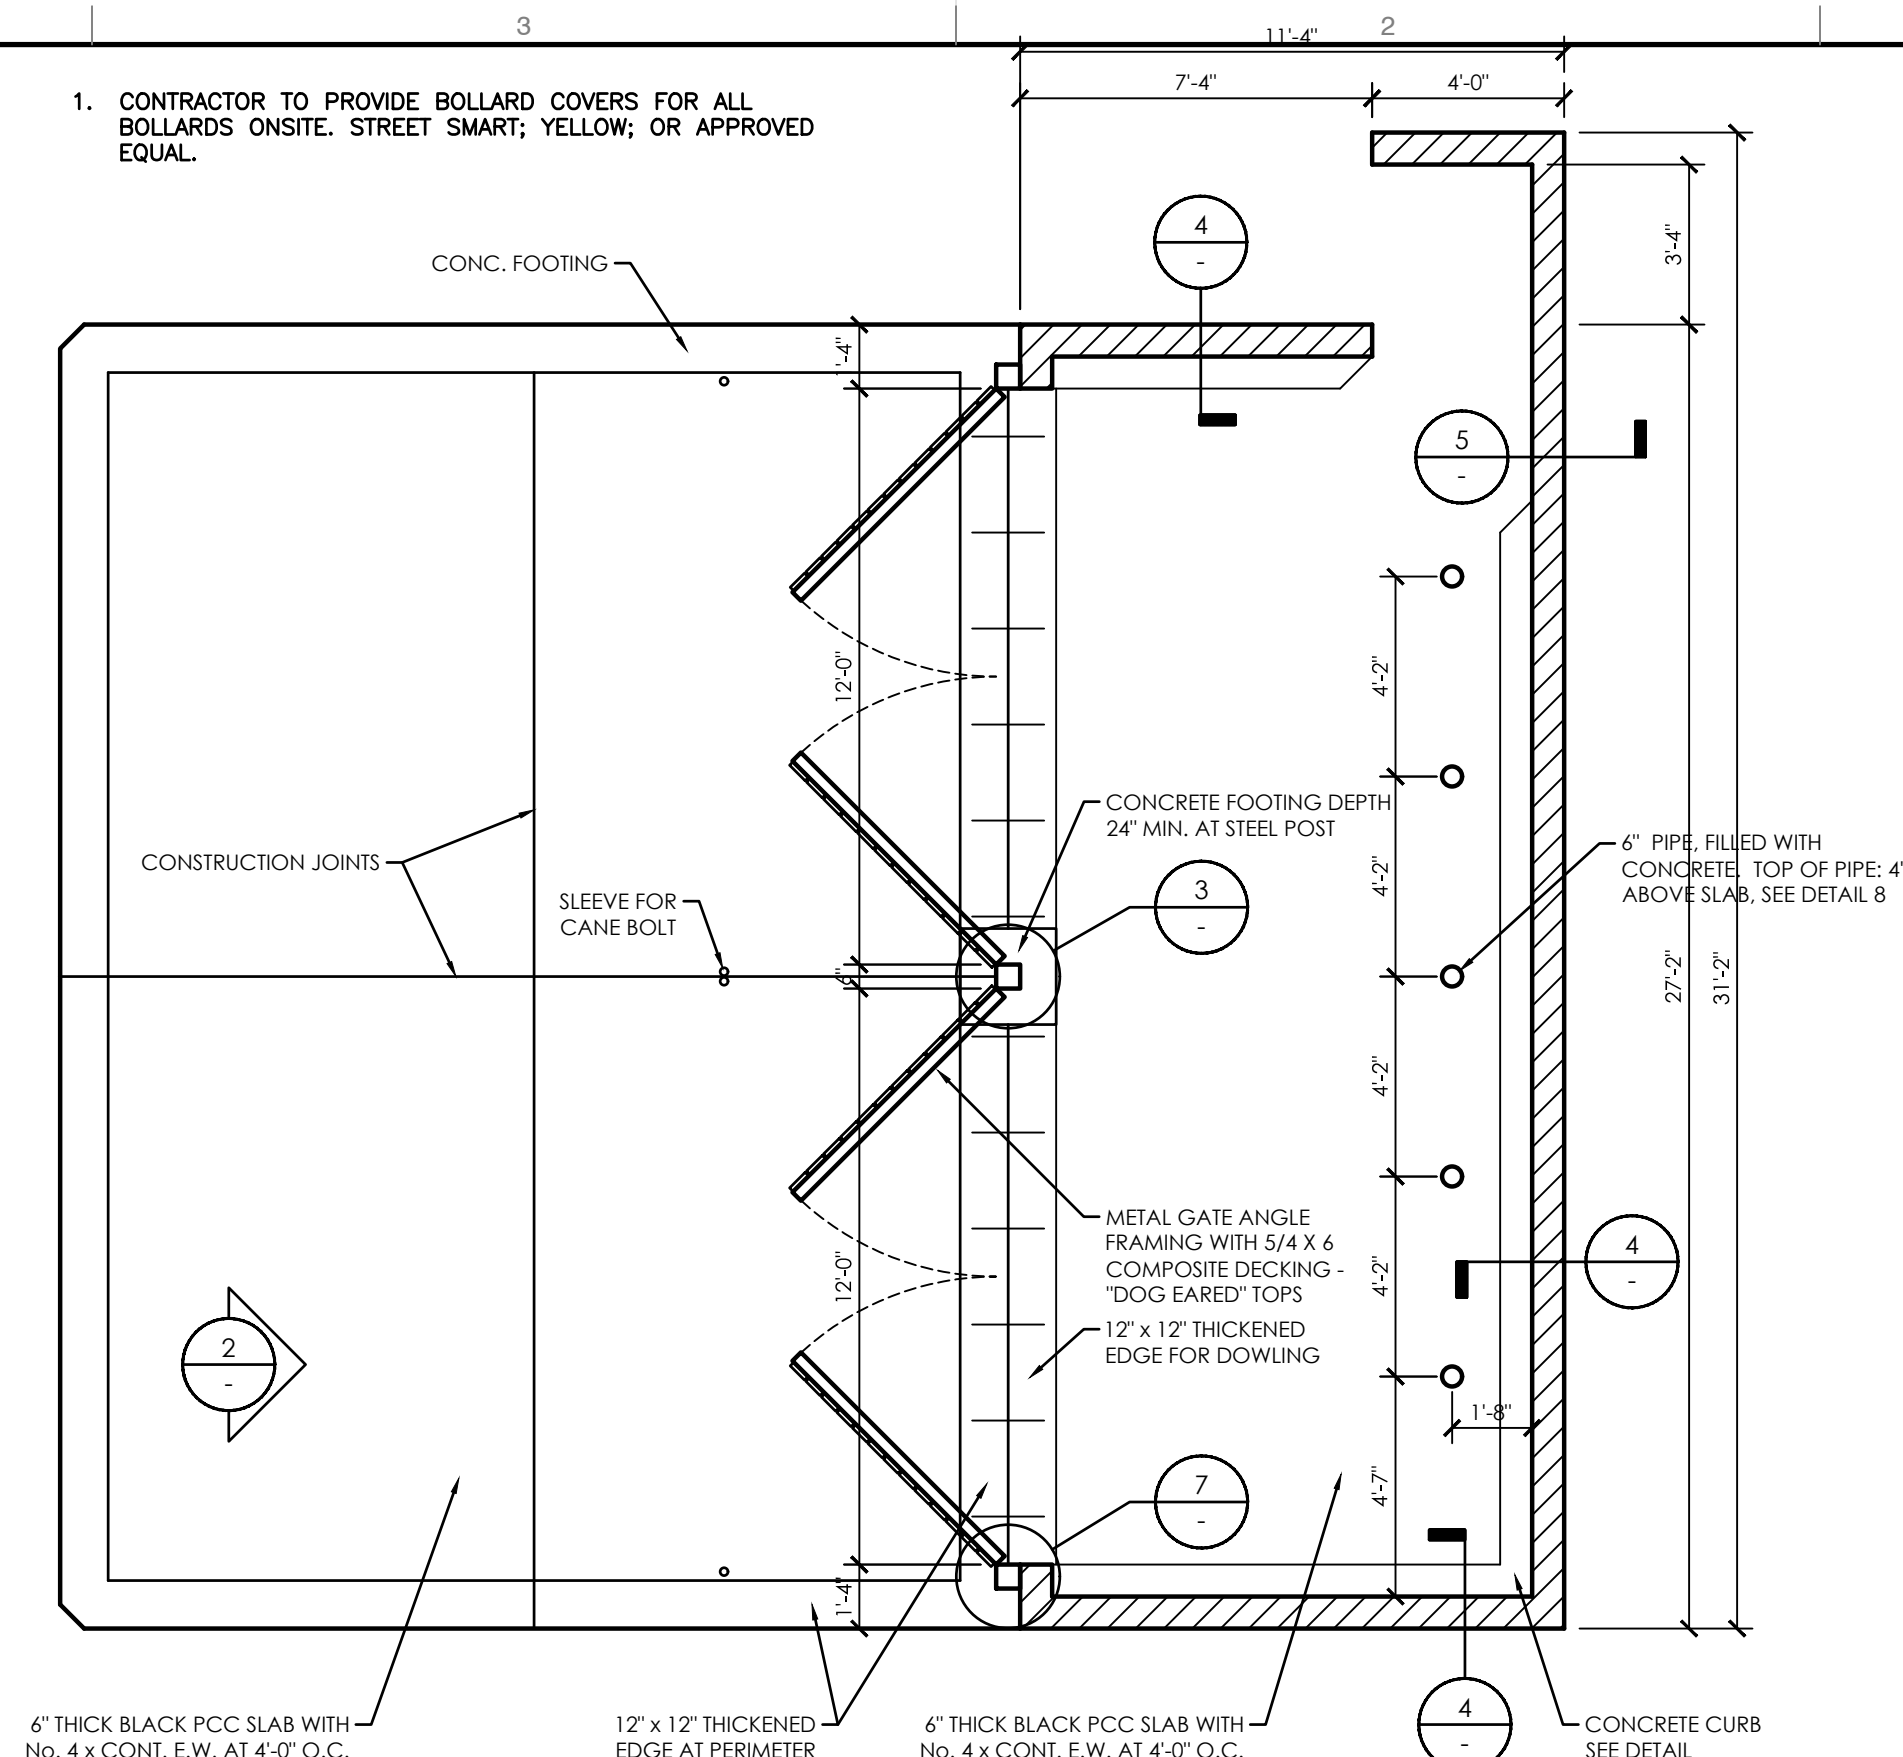 3
2
11'-4"
7'-4"
4'-0"
1. CONTRACTOR TO PROVIDE BOLLARD COVERS FOR ALL
BOLLARDS ONSITE. STREET SMART; YELLOW; OR APPROVED
EQUAL.
4
-
3'-4"
CONC. FOOTING
'-4"
5
-
12'-0"
4'-2"
CONCRETE FOOTING DEPTH
24" MIN. AT STEEL POST
6" PIPE, FILLED WITH
CONCRETE. TOP OF PIPE: 4'
ABOVE SLAB, SEE DETAIL 8
CONSTRUCTION JOINTS
4'-2"
3
-
SLEEVE FOR
CANE BOLT
6"
27'-2"
31'-2"
4'-2"
METAL GATE ANGLE
FRAMING WITH 5/4 X 6
COMPOSITE DECKING -
"DOG EARED" TOPS
4
-
12'-0"
4'-2"
12" x 12" THICKENED
EDGE FOR DOWLING
2
-
1'-8"
7
-
4'-7"
1'-4"
6" THICK BLACK PCC SLAB WITH
No. 4 x CONT. E.W. AT 4'-0" O.C.
12" x 12" THICKENED
EDGE AT PERIMETER
6" THICK BLACK PCC SLAB WITH
No. 4 x CONT. E.W. AT 4'-0" O.C.
4
-
CONCRETE CURB
SEE DETAIL